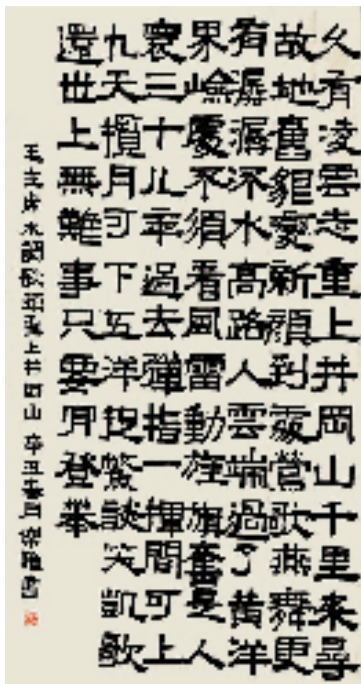 久有凌雲志重上井岡山千里来尋
故地舊貌變新顔到處鶯歌燕舞更
有潺潺流水高路入雲端過了黄洋
界險處不須看風雷動旌旗奮是人
寰三十八年過去彈指一揮間可上
九天攬月可下五洋捉鱉談笑凱歌
還世上無難事只要肯登攀
毛主席水調歌頭重上井岡山 辛丑